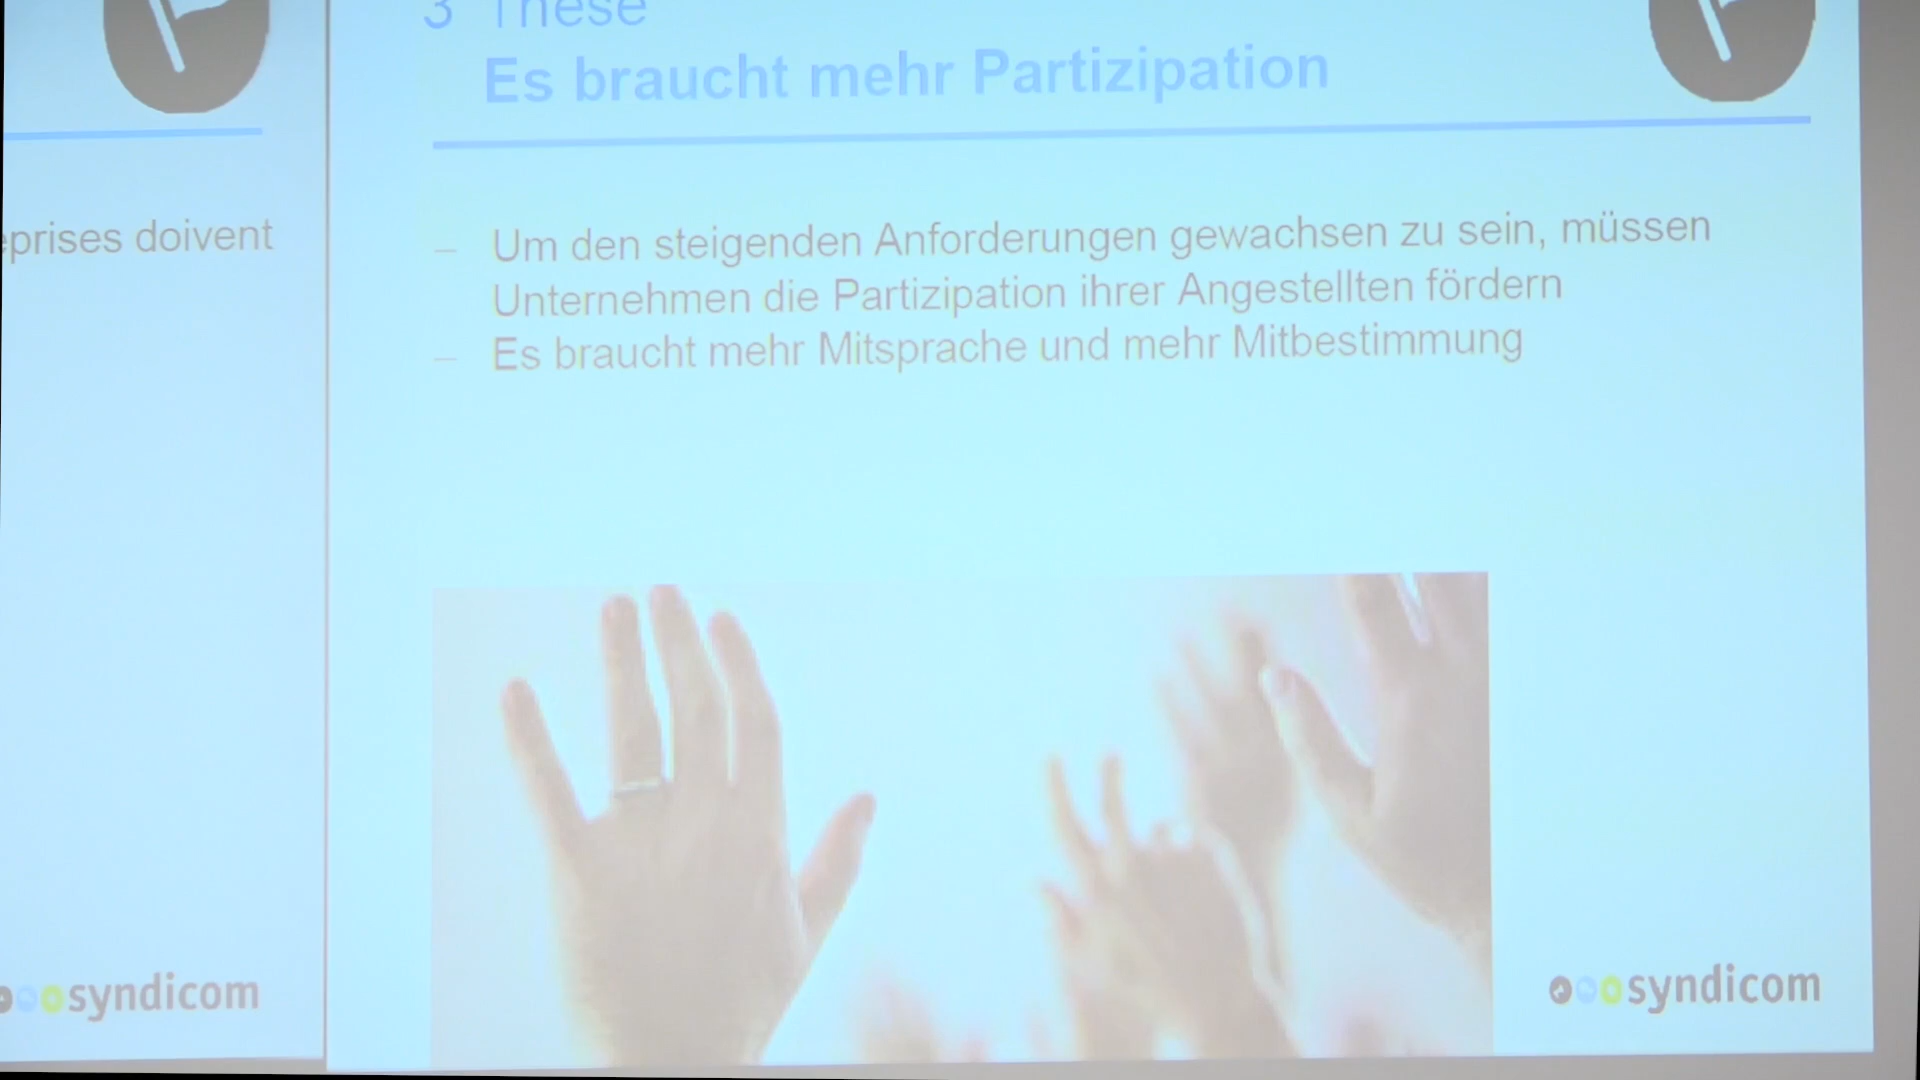 3 These
Es braucht mehr Partizipation
eprises doivent
– Um den steigenden Anforderungen gewachsen zu sein, müssen
Unternehmen die Partizipation ihrer Angestellten fördern
– Es braucht mehr Mitsprache und mehr Mitbestimmung
syndicom
syndicom